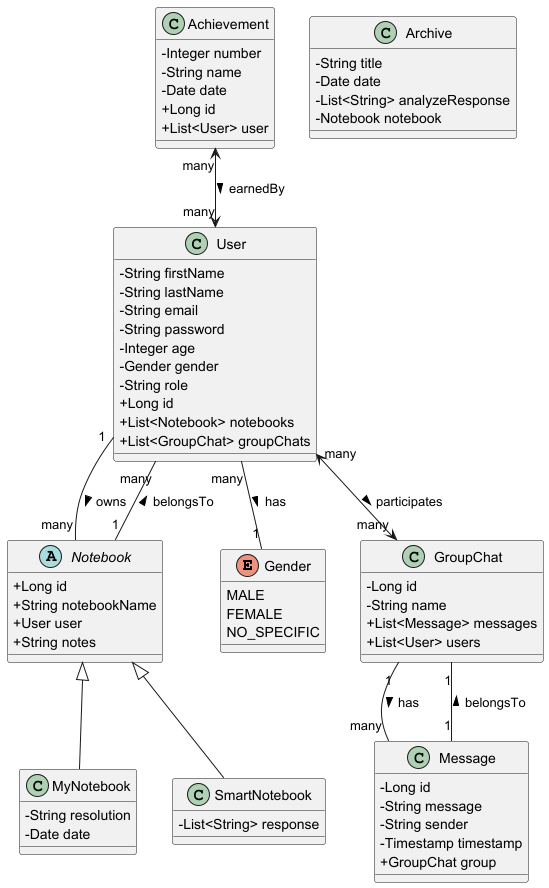 C Achievement
-Integer number
-String name
-Date date
+Long id
+List<User> user
C Archive
-String title
-Date date
-List<String> analyzeResponse
-Notebook notebook
many
earnedBy
many
C User
-String firstName
-String lastName
-String email
-String password
-Integer age
-Gender gender
-String role
+Long id
+List<Notebook> notebooks
+List<GroupChat> groupChats
1
owns
many
many
belongsTo
1
many
has
1
many
participates
many
A Notebook
+Long id
+String notebookName
+User user
+String notes
E Gender
MALE
FEMALE
NO_SPECIFIC
C GroupChat
-Long id
-String name
+List<Message> messages
+List<User> users
1
has
many
1
belongsTo
1
C MyNotebook
-String resolution
-Date date
C SmartNotebook
-List<String> response
C Message
-Long id
-String message
-String sender
-Timestamp timestamp
+GroupChat group